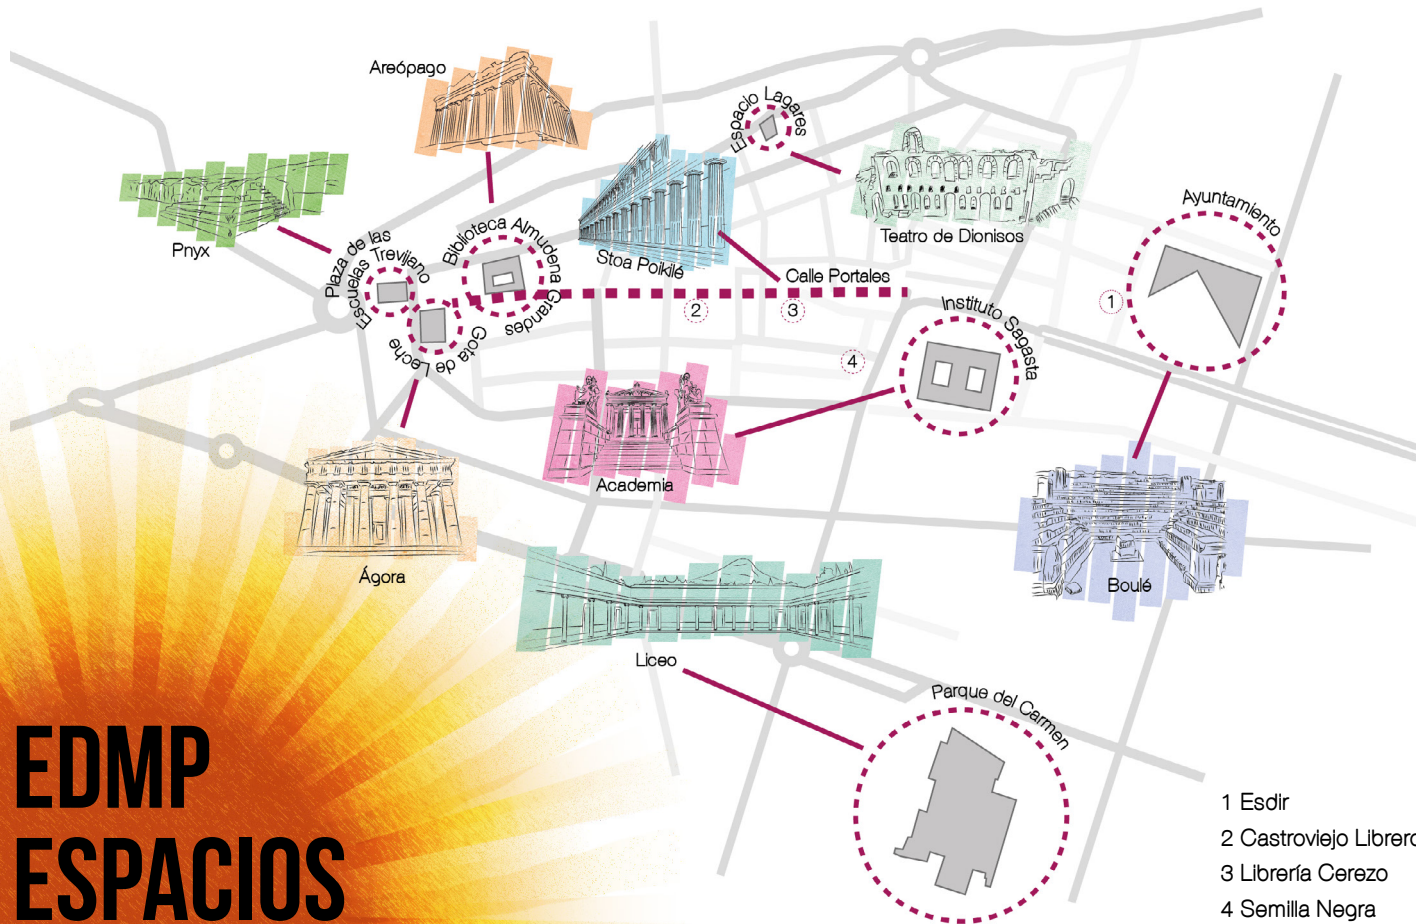 Areópago
Espacio Lagares
Ayuntamiento
Pnyx
Plaza de las
Escuelas Trevijano
Biblioteca Almudena Grandes
Stoa Poikilé
Teatro de Dionisos
Calle Portales
1
2
3
Gota de Leche
Instituto Sagasta
4
Academia
Ágora
Boulé
Liceo
Parque del Carmen
EDMP
ESPACIOS
1 Esdir
2 Castroviejo Librero
3 Librería Cerezo
4 Semilla Negra